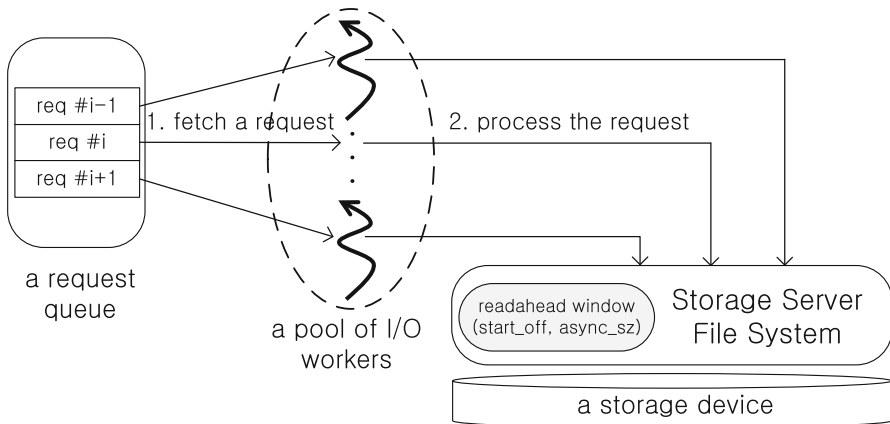 req #i-1
req #i
req #i+1
a request
queue
1. fetch a request
a pool of I/O
workers
2. process the request
readahead window
(start_off, async_sz)
Storage Server
File System
a storage device